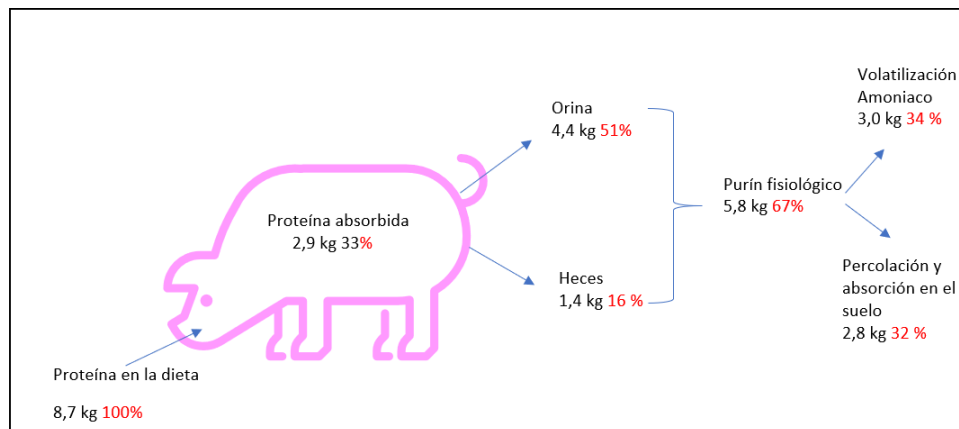 Proteína en la dieta
8,7 kg 100%
Proteína absorbida
2,9 kg 33%
Orina
4,4 kg 51%
Heces
1,4 kg 16 %
Purín fisiológico
5,8 kg 67%
Volatilización
Amoniaco
3,0 kg 34 %
Percolación y
absorción en el
suelo
2,8 kg 32 %